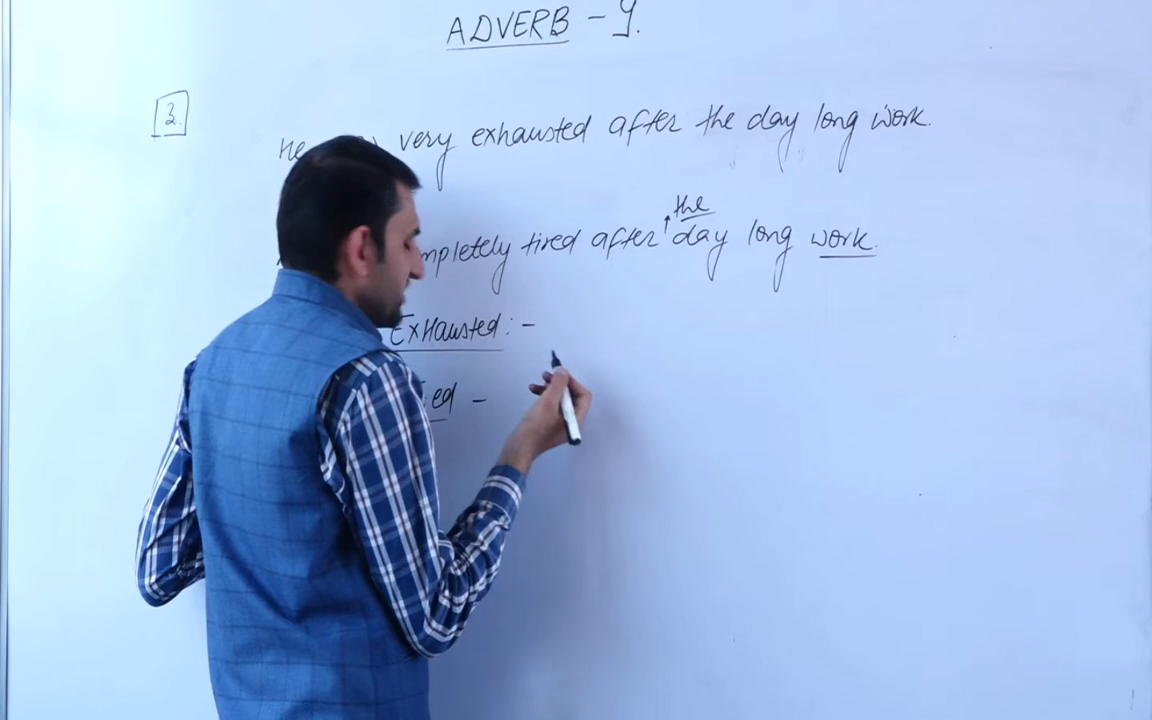 ADVERB - 9.
3.
He very exhausted after the day long work.
the
mpletely tired after day long work.
Exhausted: -
ed -